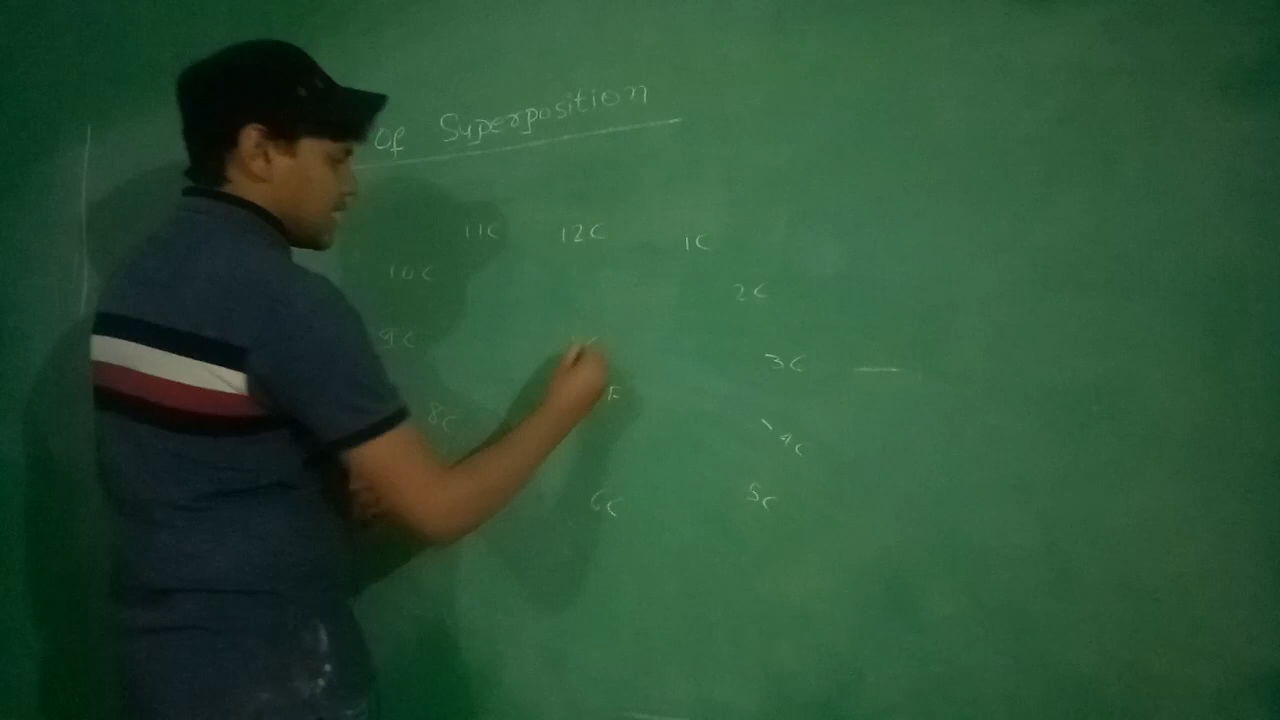 Of Superposition
11C 12C 1C
10C 2C
9C 3C
F
8C 4C
6C 5C